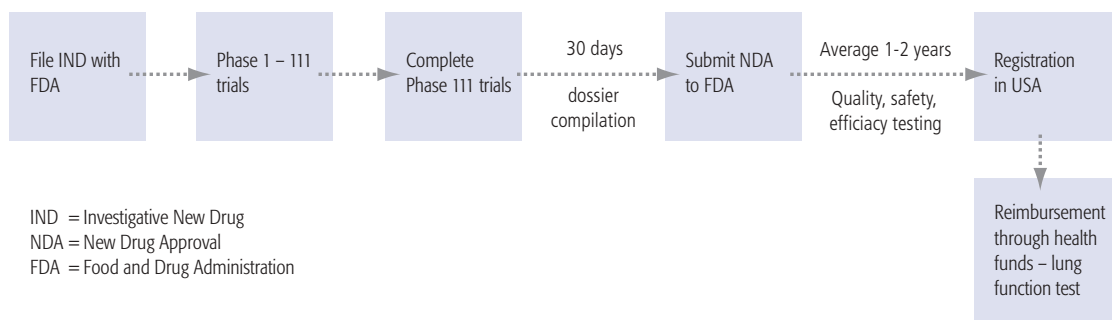 File IND with
FDA
Phase 1 – 111
trials
Complete
Phase 111 trials
30 days
dossier
compilation
Submit NDA
to FDA
Average 1-2 years
Quality, safety,
efficiacy testing
Registration
in USA
Reimbursement
through health
funds – lung
function test
IND = Investigative New Drug
NDA = New Drug Approval
FDA = Food and Drug Administration